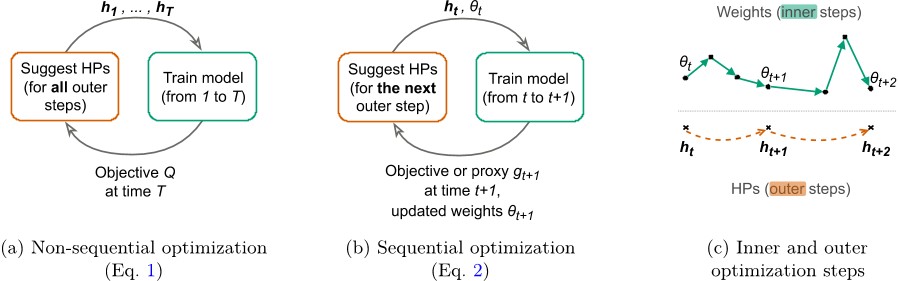 h1, ... , hT
Suggest HPs
(for all outer
steps)
Train model
(from 1 to T)
Objective Q
at time T
(a) Non-sequential optimization
(Eq. 1)
ht, θt
Suggest HPs
(for the next
outer step)
Train model
(from t to t+1)
Objective or proxy gt+1
at time t+1,
updated weights θt+1
(b) Sequential optimization
(Eq. 2)
Weights (inner steps)
θt
θt+1
θt+2
ht
ht+1
ht+2
HPs (outer steps)
(c) Inner and outer
optimization steps